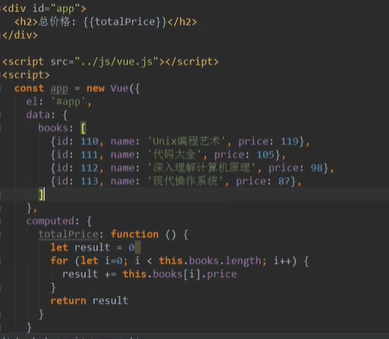 <div id="app">
<h2>总价格: {{totalPrice}}</h2>
</div>
<script src="../js/vue.js"></script>
<script>
const app = new Vue({
el: '#app',
data: {
books: [
{id: 110, name: 'Unix编程艺术', price: 119},
{id: 111, name: '代码大全', price: 105},
{id: 112, name: '深入理解计算机原理', price: 98},
{id: 113, name: '现代操作系统', price: 87},
]
},
computed: {
totalPrice: function () {
let result = 0
for (let i=0; i < this.books.length; i++) {
result += this.books[i].price
}
return result
}
}